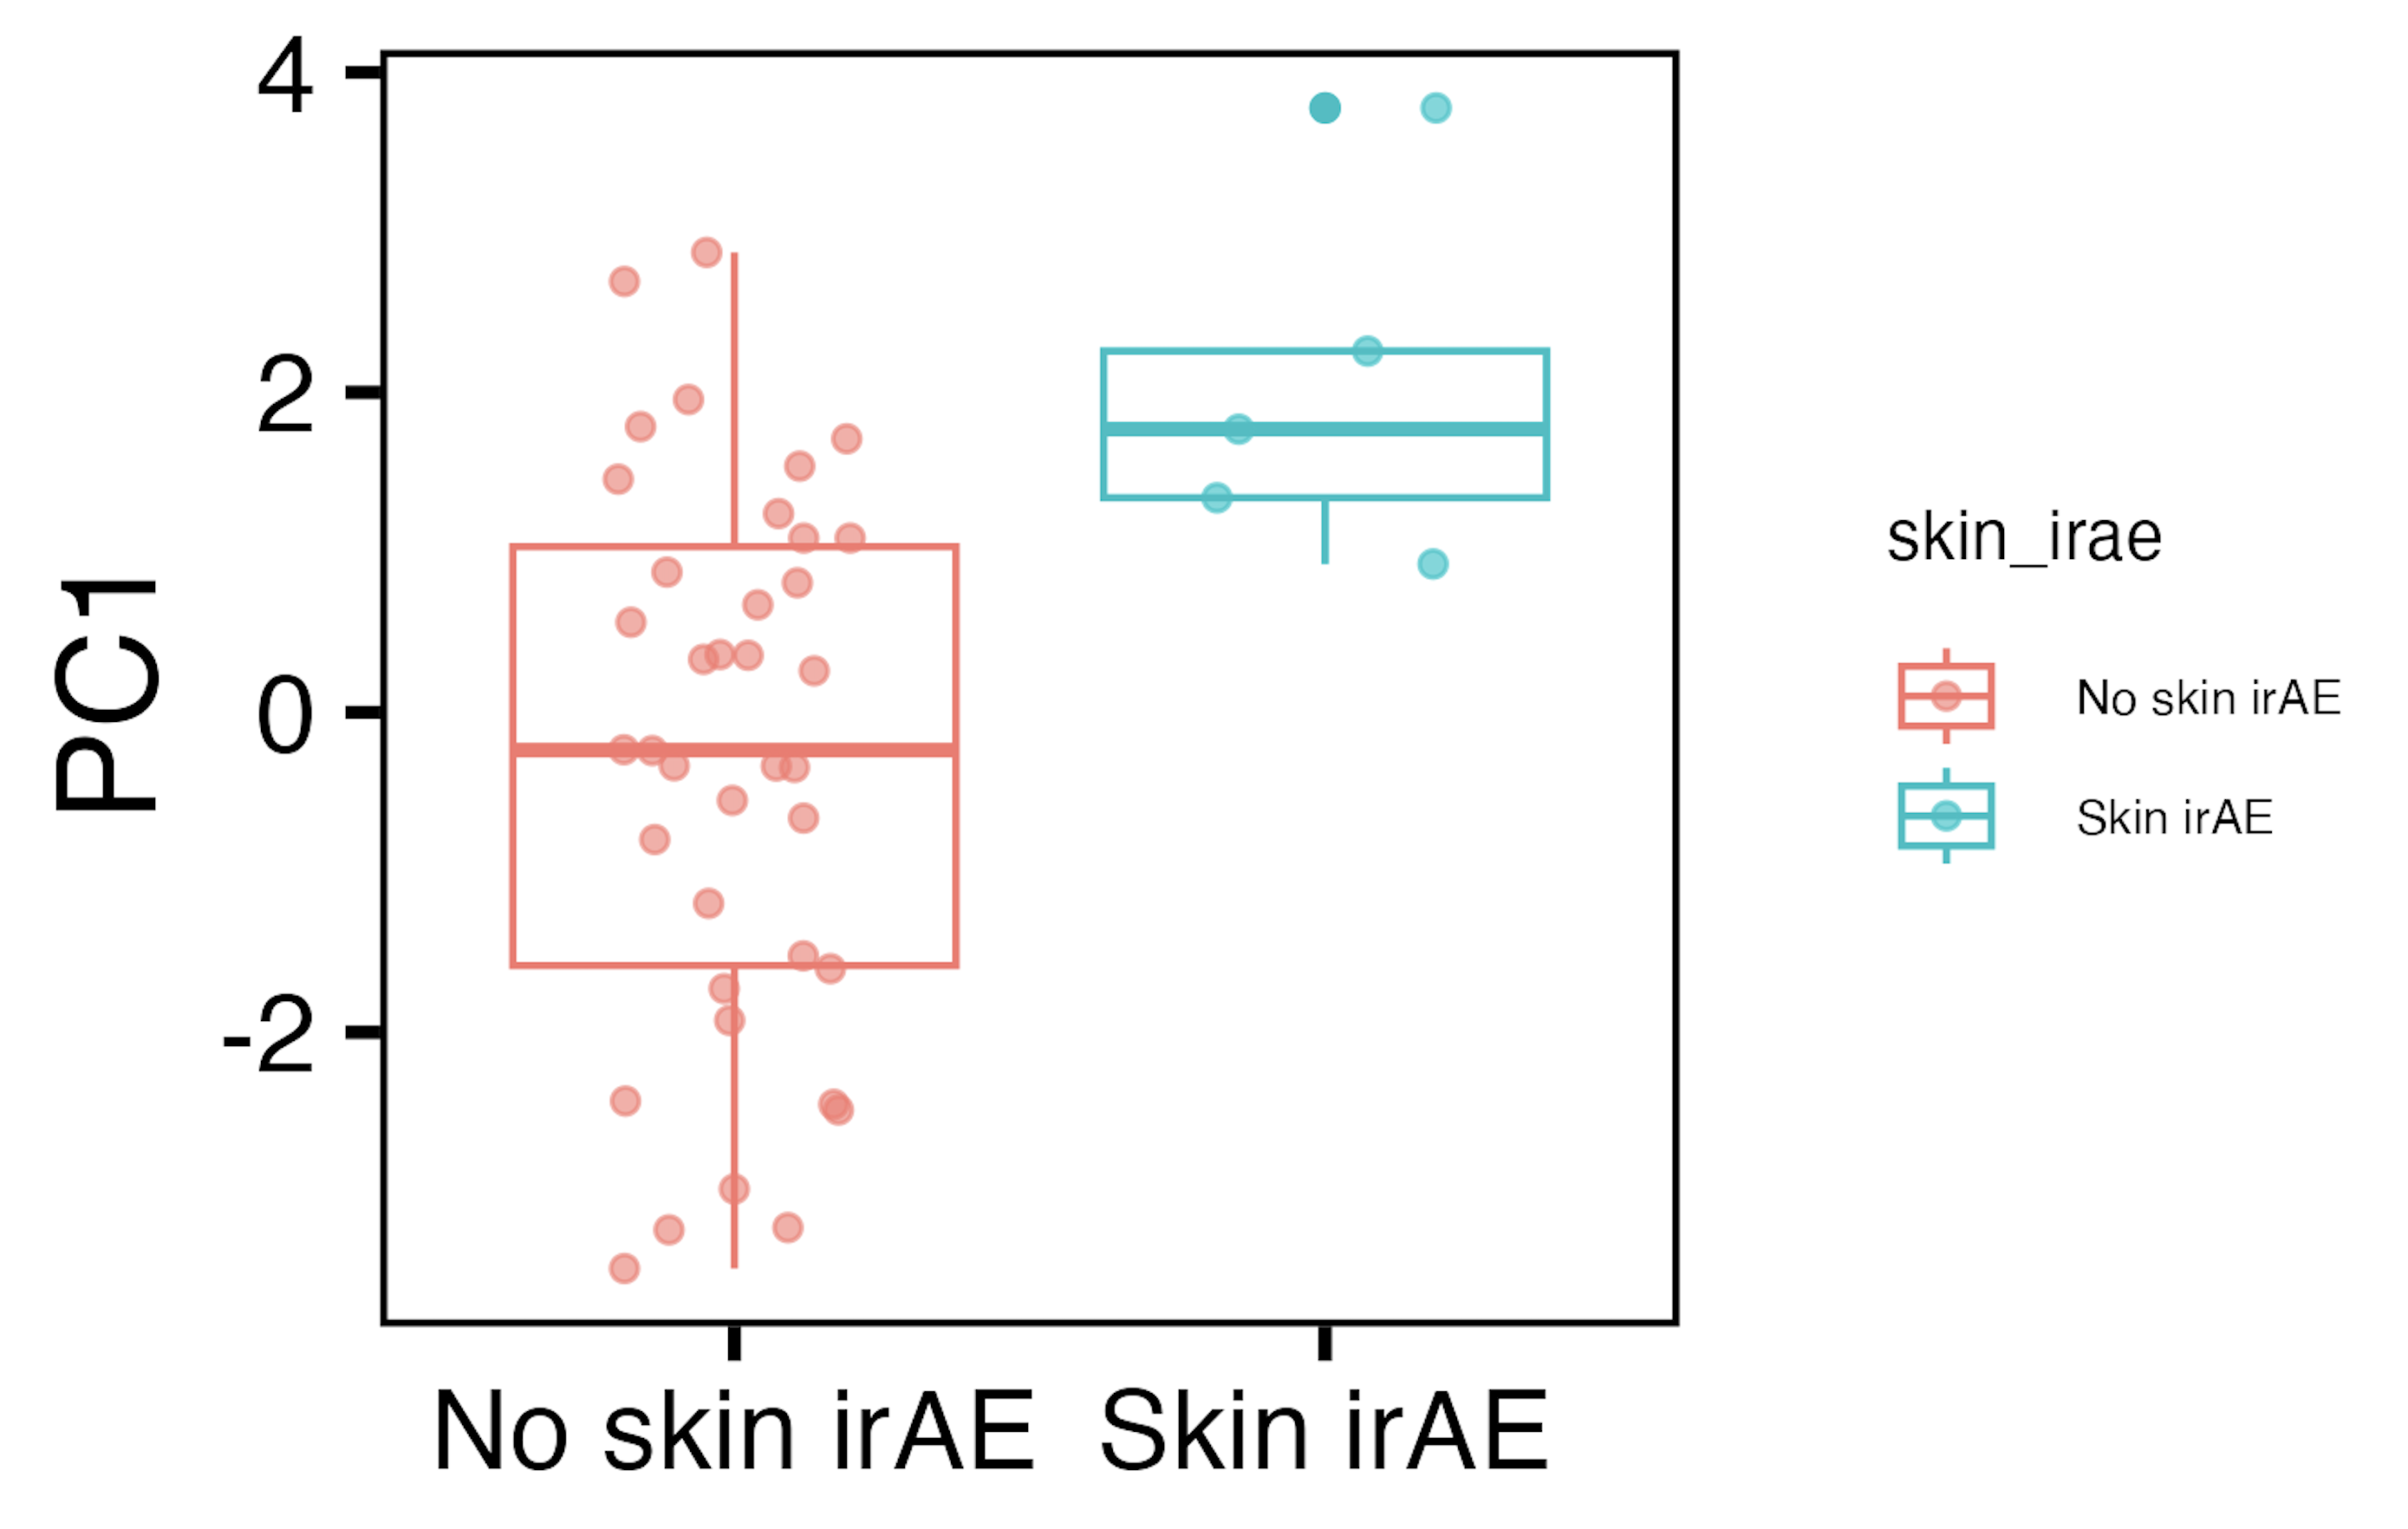 4
2
0
-2
PC1
No skin irAE
Skin irAE
skin_irae
No skin irAE
Skin irAE